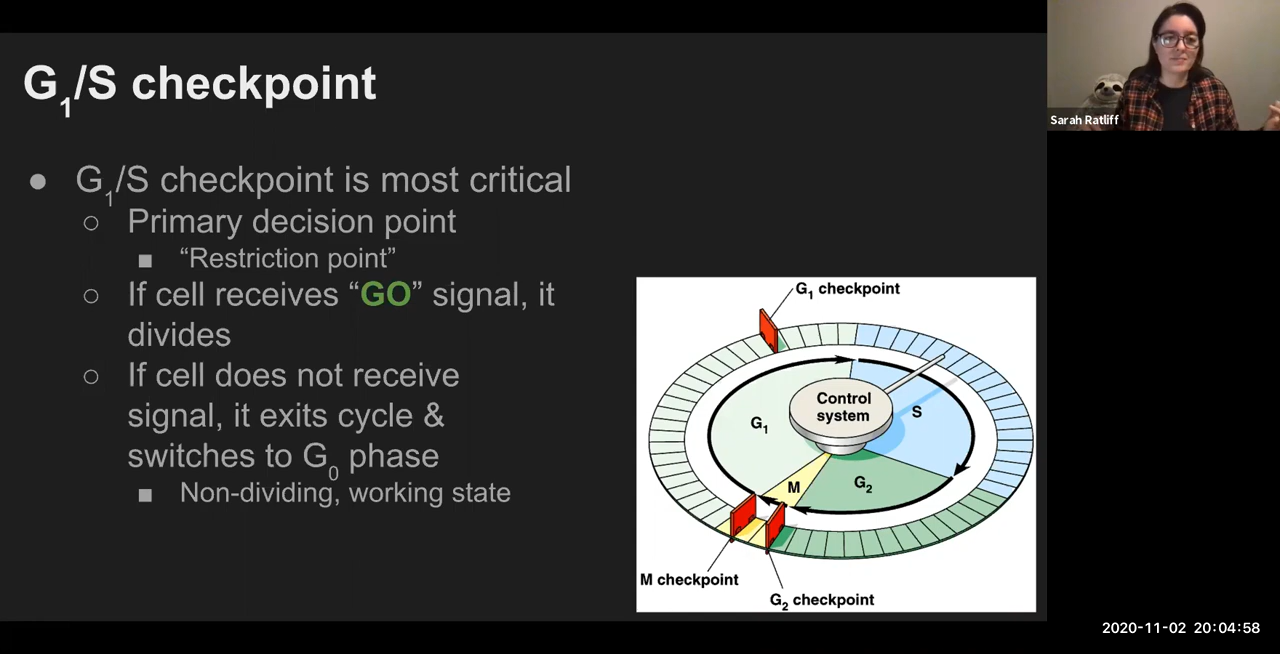 G₁/S checkpoint
● G₁/S checkpoint is most critical
○ Primary decision point
■ “Restriction point”
○ If cell receives “GO” signal, it
divides
○ If cell does not receive
signal, it exits cycle &
switches to G₀ phase
■ Non-dividing, working state
G₁ checkpoint
Control
system
G₁
S
M
G₂
M checkpoint
G₂ checkpoint
Sarah Ratliff
2020-11-02 20:04:58